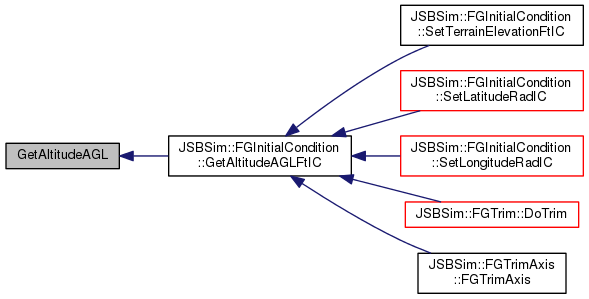 GetAltitudeAGL
JSBSim::FGInitialCondition
::GetAltitudeAGLFtIC
JSBSim::FGInitialCondition
::SetTerrainElevationFtIC
JSBSim::FGInitialCondition
::SetLatitudeRadIC
JSBSim::FGInitialCondition
::SetLongitudeRadIC
JSBSim::FGTrim::DoTrim
JSBSim::FGTrimAxis
::FGTrimAxis